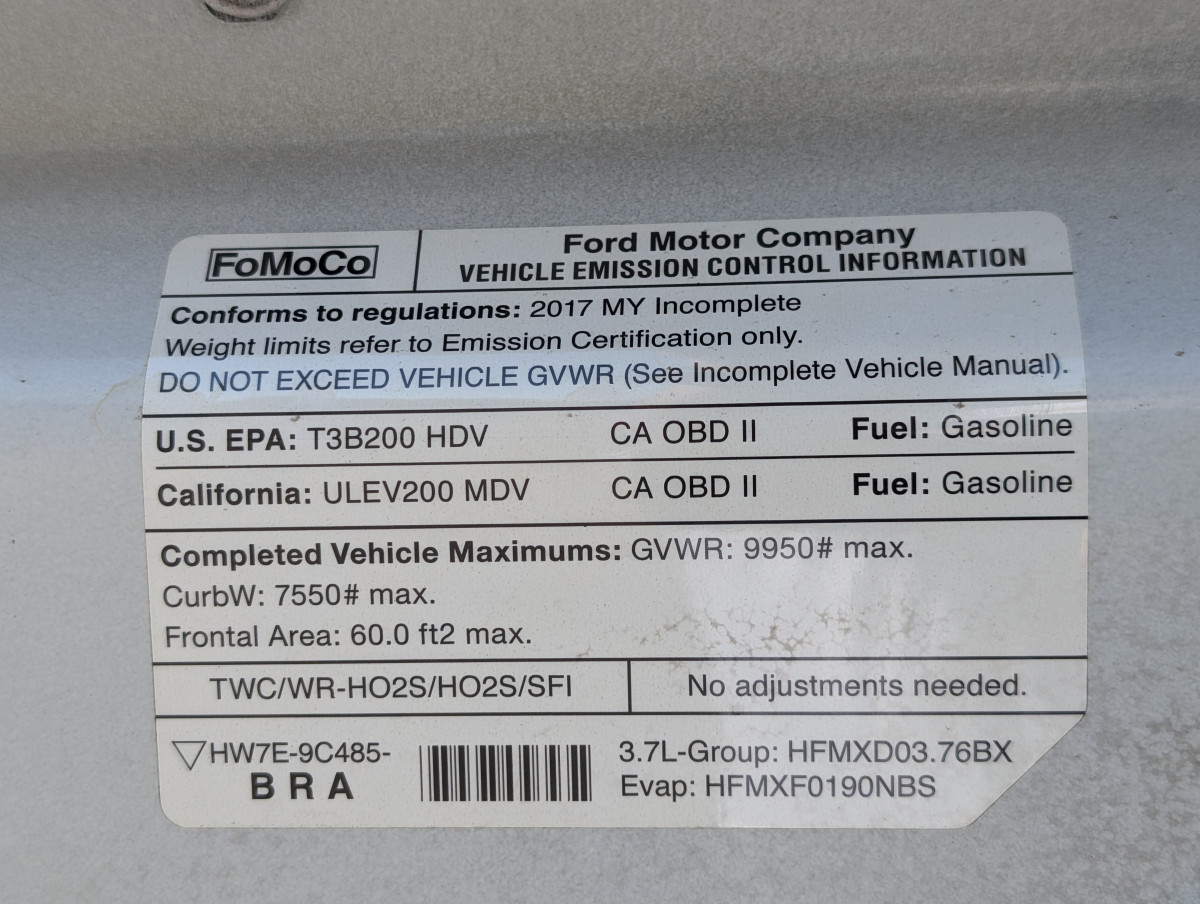 FoMoCo
Ford Motor Company
VEHICLE EMISSION CONTROL INFORMATION
Conforms to regulations: 2017 MY Incomplete
Weight limits refer to Emission Certification only.
DO NOT EXCEED VEHICLE GVWR (See Incomplete Vehicle Manual).
U.S. EPA: T3B200 HDV CA OBD II Fuel: Gasoline
California: ULEV200 MDV CA OBD II Fuel: Gasoline
Completed Vehicle Maximums: GVWR: 9950# max.
CurbW: 7550# max.
Frontal Area: 60.0 ft2 max.
TWC/WR-HO2S/HO2S/SFI No adjustments needed.
HW7E-9C485- 3.7L-Group: HFMXD03.76BX
BRA Evap: HFMXF0190NBS